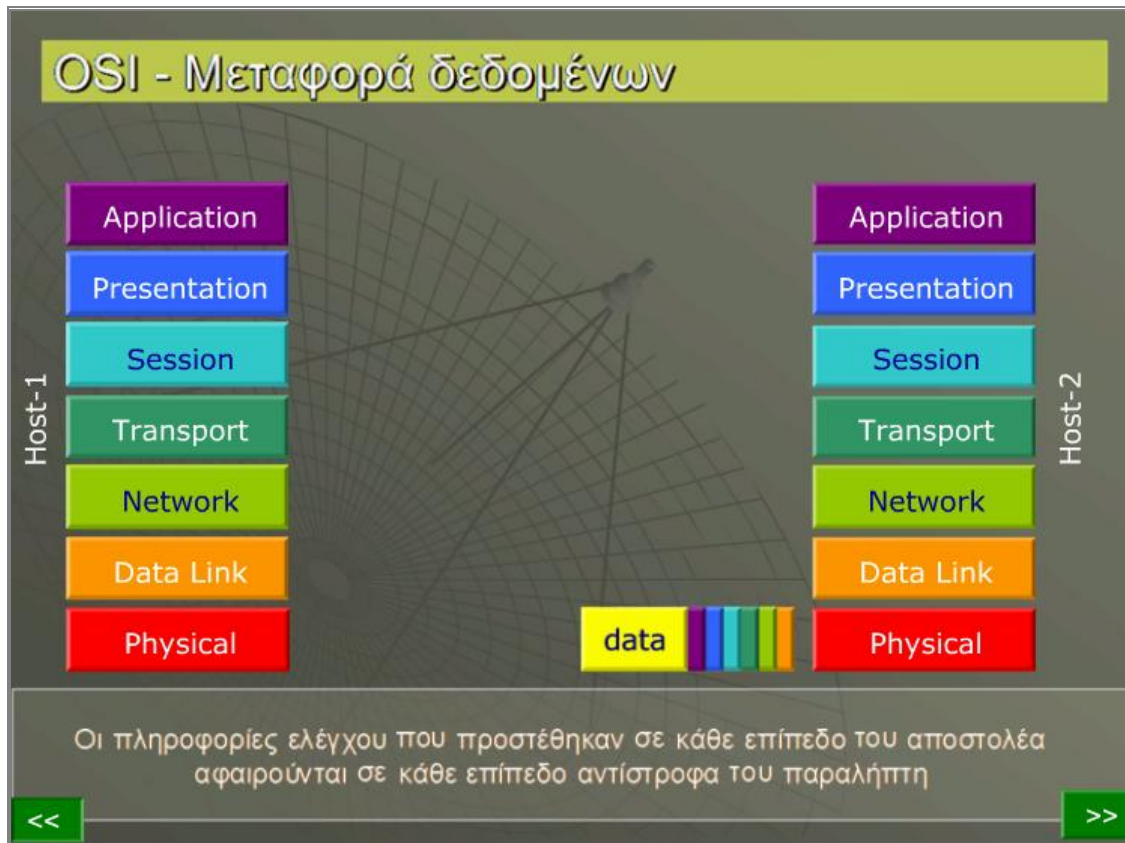 OSI - Μεταφορά δεδομένων
Application
Presentation
Session
Transport
Network
Data Link
Physical
Host-1
data
Application
Presentation
Session
Transport
Network
Data Link
Physical
Host-2
Οι πληροφορίες ελέγχου που προστέθηκαν σε κάθε επίπεδο του αποστολέα
αφαιρούνται σε κάθε επίπεδο αντίστροφα του παραλήπτη
<<
>>